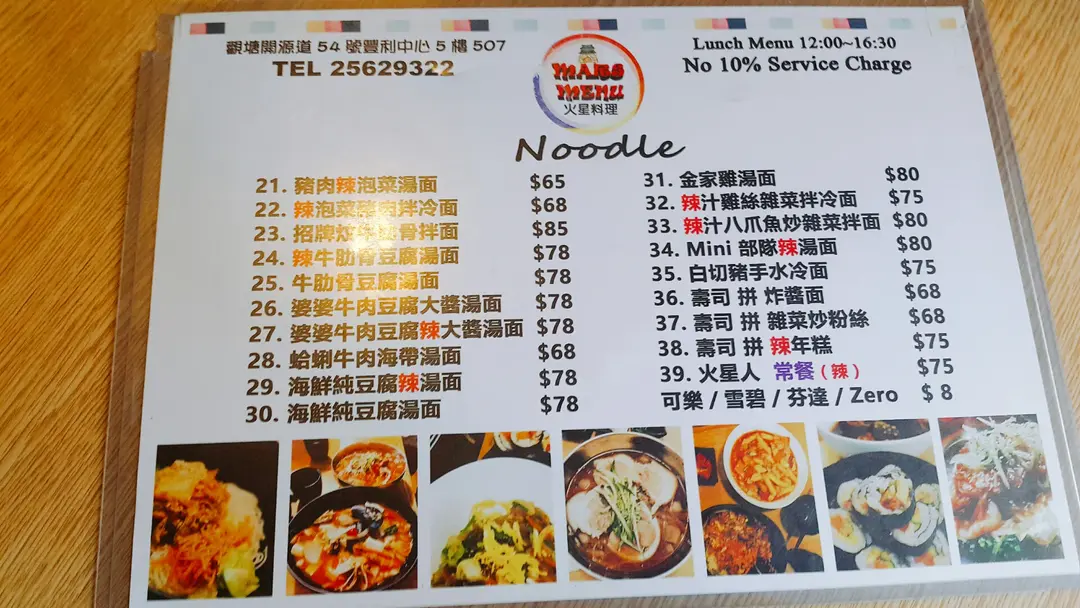 觀塘開源道 54 號豐利中心 5 樓 507
TEL 25629322
MARS
MENU
火星料理
Lunch Menu 12:00~16:30
No 10% Service Charge
Noodle
21. 豬肉辣泡菜湯面 $65
22. 辣泡菜豬肉拌冷面 $68
23. 招牌炆牛肋骨拌面 $85
24. 辣牛肋骨豆腐湯面 $78
25. 牛肋骨豆腐湯面 $78
26. 婆婆牛肉豆腐大醬湯面 $78
27. 婆婆牛肉豆腐辣大醬湯面 $78
28. 蛤蜊牛肉海帶湯面 $68
29. 海鮮純豆腐辣湯面 $78
30. 海鮮純豆腐湯面 $78
31. 金家雞湯面 $80
32. 辣汁雞絲雜菜拌冷面 $75
33. 辣汁八爪魚炒雜菜拌面 $80
34. Mini 部隊辣湯面 $80
35. 白切豬手水冷面 $75
36. 壽司 拼 炸醬面 $68
37. 壽司 拼 雜菜炒粉絲 $68
38. 壽司 拼 辣年糕 $75
39. 火星人 常餐（辣） $75
可樂 / 雪碧 / 芬達 / Zero $ 8